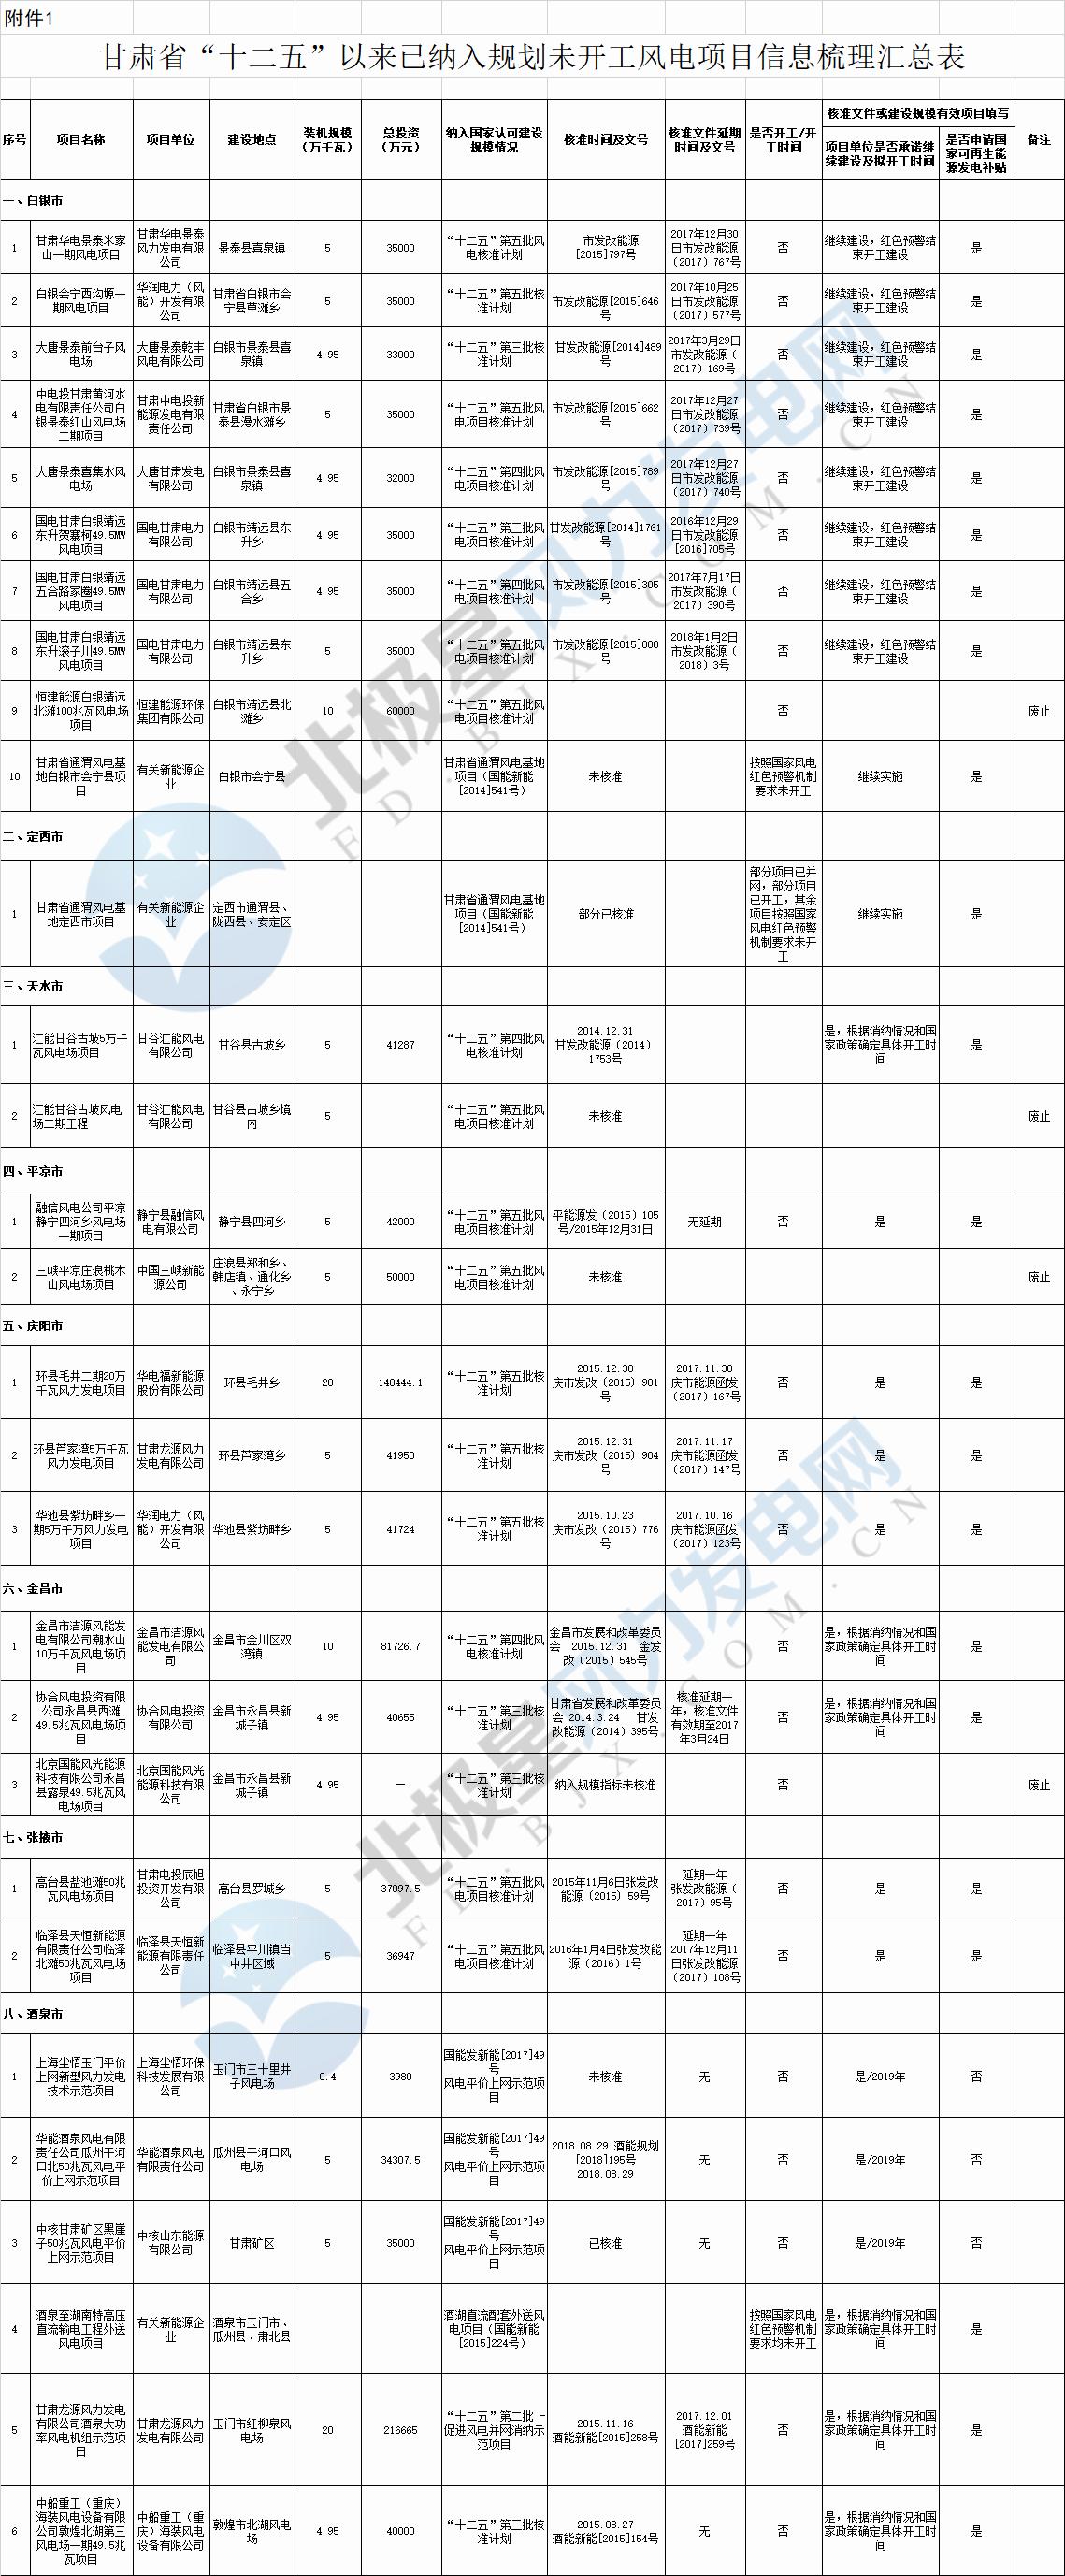 附件1
甘肃省“十二五”以来已纳入规划未开工风电项目信息梳理汇总表
序号 项目名称 项目单位 建设地点 装机规模（万千瓦） 总投资（万元） 纳入国家认可建设规模情况 核准时间及文号 核准文件延期时间及文号 是否开工/开工时间 核准文件或建设规模有效项目填写 备注
项目单位是否承诺继续建设及拟开工时间 是否申请国家可再生能源发电补贴
一、白银市
1 甘肃华电景泰米家山一期风电项目 甘肃华电景泰风力发电有限公司 景泰县喜泉镇 5 35000 “十二五”第五批风电核准计划 市发改能源[2015]797号 2017年12月30日市发改能源（2017）767号 否 继续建设，红色预警结束开工建设 是
2 白银会宁西沟塬一期风电项目 华润电力（风能）开发有限公司 甘肃省白银市会宁县草滩乡 5 35000 “十二五”第五批核准计划 市发改能源[2015]646号 2017年10月25日市发改能源（2017）577号 否 继续建设，红色预警结束开工建设 是
3 大唐景泰前台子风电场 大唐景泰乾丰风电有限公司 白银市景泰县喜泉镇 4.95 33000 “十二五”第三批核准计划 甘发改能源[2014]489号 2017年3月29日市发改能源（2017）169号 否 继续建设，红色预警结束开工建设 是
4 中电投甘肃黄河水电有限责任公司白银景泰红山风电场二期项目 甘肃中电投新能源发电有限责任公司 甘肃省白银市景泰县漫水滩乡 5 35000 “十二五”第五批风电项目核准计划 市发改能源[2015]662号 2017年12月27日市发改能源（2017）739号 否 继续建设，红色预警结束开工建设 是
5 大唐景泰喜集水风电场 大唐甘肃发电有限公司 白银市景泰县喜泉镇 4.95 32000 “十二五”第四批风电项目核准计划 市发改能源[2015]789号 2017年12月27日市发改能源（2017）740号 否 继续建设，红色预警结束开工建设 是
6 国电甘肃白银靖远东升贺寨柯49.5MW风电项目 国电甘肃电力有限公司 白银市靖远县东升乡 4.95 35000 “十二五”第三批风电项目核准计划 甘发改能源[2014]1761号 2016年12月29日市发改能源[2016]705号 否 继续建设，红色预警结束开工建设 是
7 国电甘肃白银靖远五合路家圈49.5MW风电项目 国电甘肃电力有限公司 白银市靖远县五合乡 4.95 35000 “十二五”第四批风电项目核准计划 市发改能源[2015]305号 2017年7月17日市发改能源（2017）390号 否 继续建设，红色预警结束开工建设 是
8 国电甘肃白银靖远东升滚子川49.5MW风电项目 国电甘肃电力有限公司 白银市靖远县东升乡 5 35000 “十二五”第五批风电项目核准计划 市发改能源[2015]800号 2018年1月2日市发改能源（2018）3号 否 继续建设，红色预警结束开工建设 是
9 恒建能源白银靖远北滩100兆瓦风电场项目 恒建能源环保集团有限公司 白银市靖远县北滩乡 10 60000 “十二五”第五批风电项目核准计划 否 废止
10 甘肃省通渭风电基地白银市会宁县项目 有关新能源企业 白银市会宁县 甘肃省通渭风电基地项目（国能新能[2014]541号） 未核准 按照国家风电红色预警机制要求未开工 继续实施 是
二、定西市
1 甘肃省通渭风电基地定西市项目 有关新能源企业 定西市通渭县、陇西县、安定区 甘肃省通渭风电基地项目（国能新能[2014]541号） 部分已核准 部分项目已并网，部分项目已开工，其余项目按照国家风电红色预警机制要求未开工 继续实施 是
三、天水市
1 汇能甘谷古坡5万千瓦风电场项目 甘谷汇能风电有限公司 甘谷县古坡乡 5 41287 “十二五”第四批风电核准计划 2014.12.31 甘发改能源（2014）1753号 是，根据消纳情况和国家政策确定具体开工时间 是
2 汇能甘谷古坡风电场二期工程 甘谷汇能风电有限公司 甘谷县古坡乡境内 5 “十二五”第五批风电项目核准计划 未核准 废止
四、平凉市
1 融信风电公司平凉静宁四河乡风电场一期项目 静宁县融信风电有限公司 静宁县四河乡 5 42000 “十二五”第五批风电项目核准计划 平能源发（2015）105号/2015年12月31日 无延期 否 是 是
2 三峡平凉庄浪桃木山风电场项目 中国三峡新能源公司 庄浪县郑和乡、韩店镇、通化乡、永宁乡 5 50000 “十二五”第五批风电项目核准计划 未核准 废止
五、庆阳市
1 环县毛井二期20万千瓦风力发电项目 华电福新能源股份有限公司 环县毛井乡 20 148444.1 “十二五”第五批核准计划 2015.12.30 庆市发改（2015）901号 2017.11.30 庆市能源函发（2017）167号 否 是 是
2 环县芦家湾5万千瓦风力发电项目 甘肃龙源风力发电有限公司 环县芦家湾乡 5 41950 “十二五”第五批核准计划 2015.12.31 庆市发改（2015）904号 2017.11.17 庆市能源函发（2017）147号 否 是 是
3 华池县紫坊畔乡一期5万千万风力发电项目 华润电力（风能）开发有限公司 华池县紫坊畔乡 5 41724 “十二五”第五批核准计划 2015.10.23 庆市发改（2015）776号 2017.10.16 庆市能源函发（2017）123号 否 是 是
六、金昌市
1 金昌市洁源风能发电有限公司潮水山10万千瓦风电场项目 金昌市洁源风能发电有限公司 金昌市金川区双湾镇 10 81726.7 “十二五”第四批风电核准计划 金昌市发展和改革委员会 2015.12.31 金发改（2015）545号 否 是，根据消纳情况和国家政策确定具体开工时间 是
2 协合风电投资有限公司永昌县西滩49.5兆瓦风电场项目 协合风电投资有限公司 金昌市永昌县新城子镇 4.95 40655 “十二五”第三批核准计划 甘肃省发展和改革委员会 2014.3.24 甘发改能源（2014）395号 核准延期一年，核准文件有效期至2017年3月24日 否 是，根据消纳情况和国家政策确定具体开工时间 是
3 北京国能风光能源科技有限公司永昌县露泉49.5兆瓦风电场项目 北京国能风光能源科技有限公司 金昌市永昌县新城子镇 4.95 — “十二五”第三批核准计划 纳入规模指标未核准 否 废止
七、张掖市
1 高台县盐池滩50兆瓦风电场项目 甘肃电投辰旭投资开发有限公司 高台县罗城乡 5 37097.5 “十二五”第五批风电项目核准计划 2015年11月6日张发改能源（2015）59号 延期一年 张发改能源（2017）95号 否 是 是
2 临泽县天恒新能源有限责任公司临泽北滩50兆瓦风电场项目 临泽县天恒新能源有限责任公司 临泽县平川镇当中井区域 5 36947 “十二五”第五批风电项目核准计划 2016年1月4日张发改能源（2016）1号 延期一年 2017年12月11日张发改能源（2017）108号 否 是 是
八、酒泉市
1 上海尘悟玉门平价上网新型风力发电技术示范项目 上海尘悟环保科技发展有限公司 玉门市三十里井子风电场 0.4 3980 国能发新能[2017]49号 风电平价上网示范项目 未核准 无 否 是/2019年 否
2 华能酒泉风电有限责任公司瓜州干河口北50兆瓦风电平价上网示范项目 华能酒泉风电有限责任公司 瓜州县干河口风电场 5 34307.5 国能发新能[2017]49号 风电平价上网示范项目 2018.08.29 酒能规划[2018]195号 2018.08.29 无 否 是/2019年 否
3 中核甘肃矿区黑崖子50兆瓦风电平价上网示范项目 中核山东能源有限公司 甘肃矿区 5 35000 国能发新能[2017]49号 风电平价上网示范项目 已核准 无 否 是/2019年 否
4 酒泉至湖南特高压直流输电工程外送风电项目 有关新能源企业 酒泉市玉门市、瓜州县、肃北县 酒湖直流配套外送风电项目（国能新能[2015]224号） 按照国家风电红色预警机制要求均未开工 是，根据消纳情况和国家政策确定具体开工时间 是
5 甘肃龙源风力发电有限公司酒泉大功率风电机组示范项目 甘肃龙源风力发电有限公司 玉门市红柳泉风电场 20 216665 “十二五”第二批 -促进风电并网消纳示范项目 2015.11.16 酒能新能[2015]258号 2017.12.01 酒能新能[2017]259号 否 是，根据消纳情况和国家政策确定具体开工时间 是
6 中船重工（重庆）海装风电设备有限公司敦煌北湖第三风电场一期49.5兆瓦项目 中船重工（重庆）海装风电设备有限公司 敦煌市北湖风电场 4.95 40000 “十二五”第三批核准计划 2015.08.27 酒能新能[2015]154号 无 否 是，根据消纳情况和国家政策确定具体开工时间 是
北极星风力发电网
FD.BJX.COM.CN
北极星风力发电网
FD.BJX.COM.CN